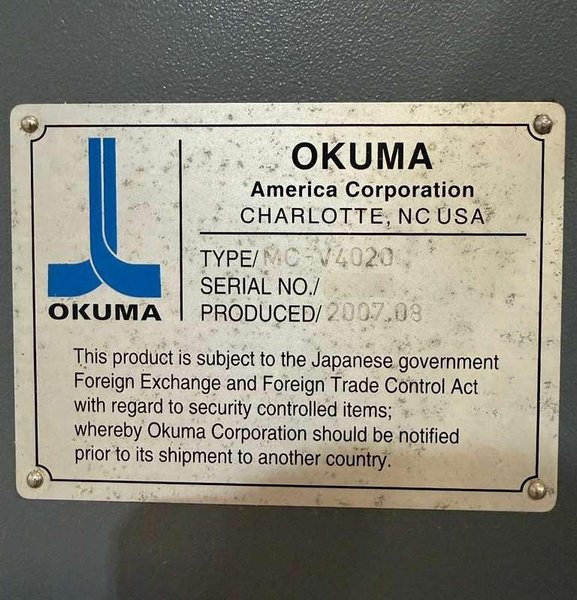 OKUMA
OKUMA
America Corporation
CHARLOTTE, NC USA
TYPE/ MC-V4020
SERIAL NO./
PRODUCED/ 2007.08
This product is subject to the Japanese government
Foreign Exchange and Foreign Trade Control Act
with regard to security controlled items;
whereby Okuma Corporation should be notified
prior to its shipment to another country.